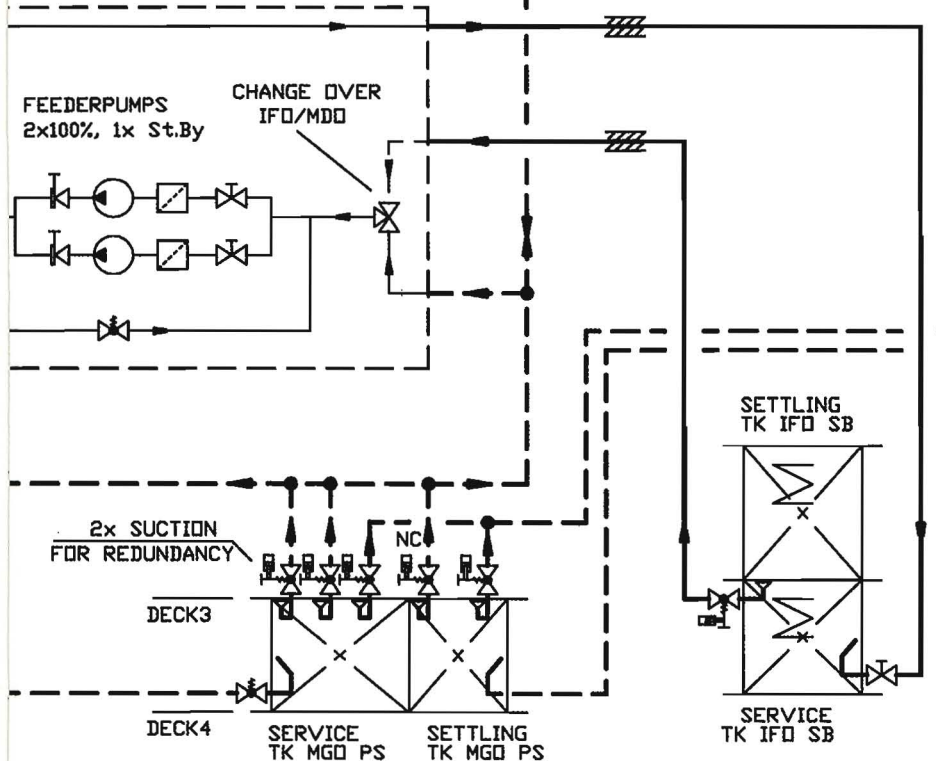 FEEDERPUMPS
2x100%, 1x St.By
CHANGE OVER
IFO/MDO
SETTLING
TK IFO SB
2x SUCTION
FOR REDUNDANCY
NC
DECK3
DECK4
SERVICE
TK MGO PS
SETTLING
TK MGO PS
SERVICE
TK IFO SB